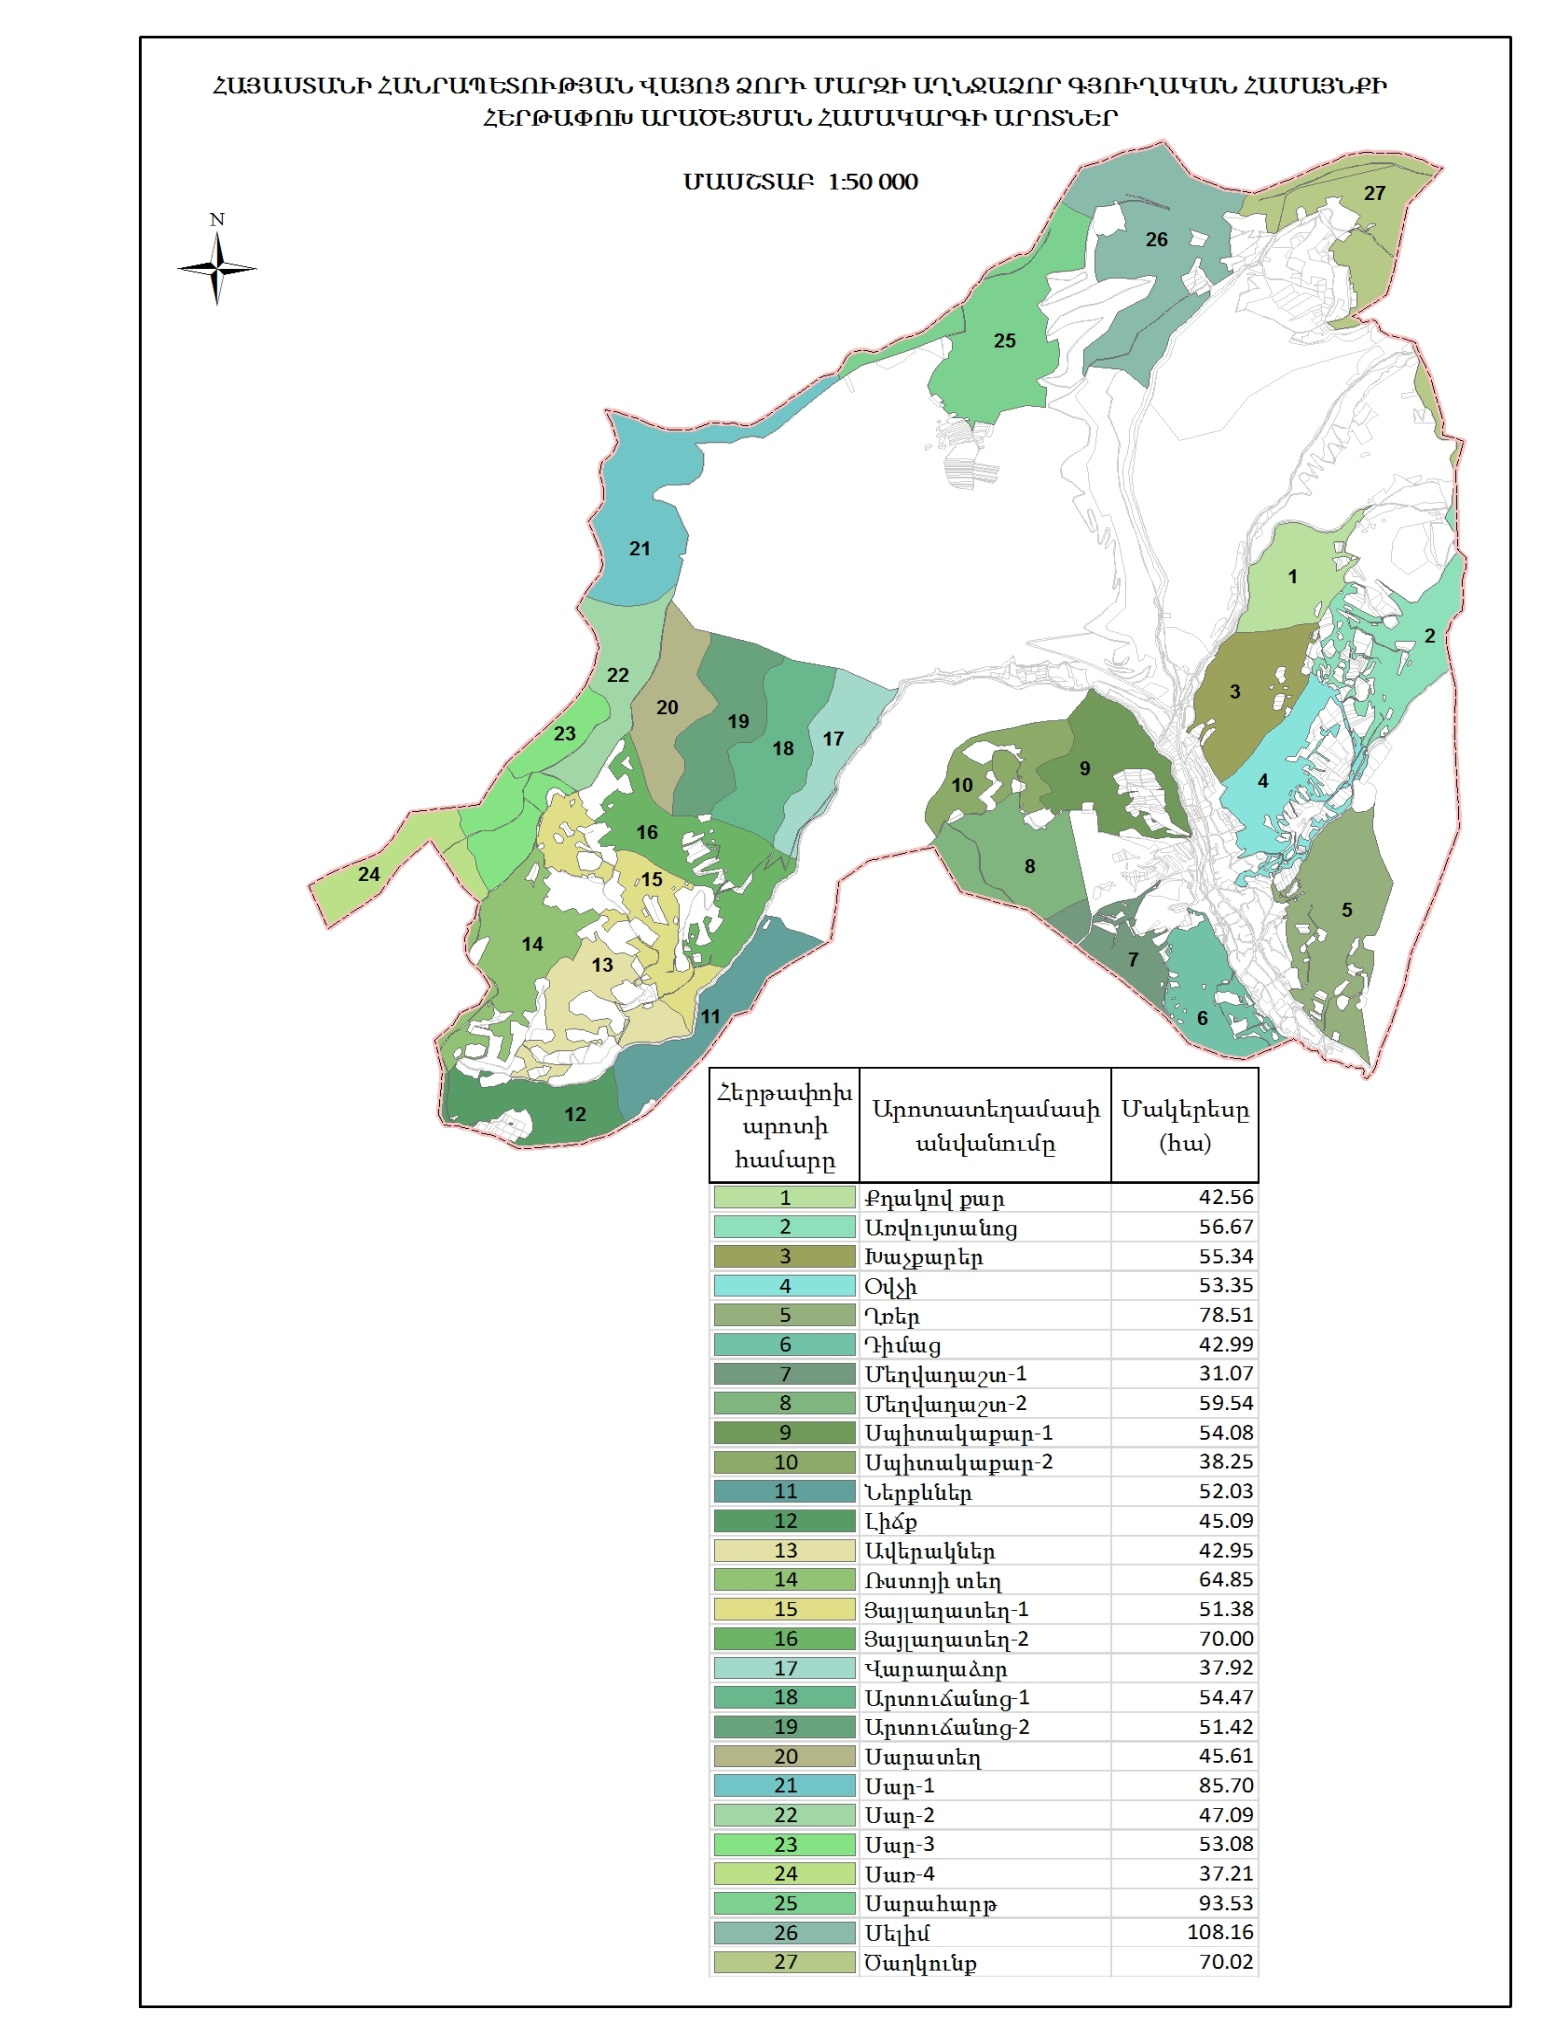 ՀԱՅԱՍՏԱՆԻ ՀԱՆՐԱՊԵՏՈՒԹՅԱՆ ՎԱՅՈՑ ՁՈՐԻ ՄԱՐԶԻ ԱՂՆՋԱՁՈՐ ԳՅՈՒՂԱԿԱՆ ՀԱՄԱՅՆՔԻ
ՀԵՐԹԱՓՈԽ ԱՐԱԾԵՑՄԱՆ ՀԱՄԱԿԱՐԳԻ ԱՐՈՏՆԵՐ
ՄԱՍՇՏԱԲ 1:50 000
N
27
26
25
21
1
2
22
3
20
19
23
17
18
9
4
10
16
8
24
15
5
14
7
13
11
6
12
Հերթափոխ արոտի համարը Արոտատեղամասի անվանումը Մակերեսը (հա)
1 Քդակով քար 42.56
2 Առվույտանոց 56.67
3 Խաչքարեր 55.34
4 Օվչի 53.35
5 Ղռեր 78.51
6 Դիմաց 42.99
7 Մեղվադաշտ-1 31.07
8 Մեղվադաշտ-2 59.54
9 Սպիտակաքար-1 54.08
10 Սպիտակաքար-2 38.25
11 Ներքևներ 52.03
12 Լիճք 45.09
13 Ավերակներ 42.95
14 Ռստոյի տեղ 64.85
15 Յայլաղատեղ-1 51.38
16 Յայլաղատեղ-2 70.00
17 Վարաղաձոր 37.92
18 Արտուճանոց-1 54.47
19 Արտուճանոց-2 51.42
20 Սարատեղ 45.61
21 Սար-1 85.70
22 Սար-2 47.09
23 Սար-3 53.08
24 Սառ-4 37.21
25 Սարահարթ 93.53
26 Սելիմ 108.16
27 Ծաղկունք 70.02